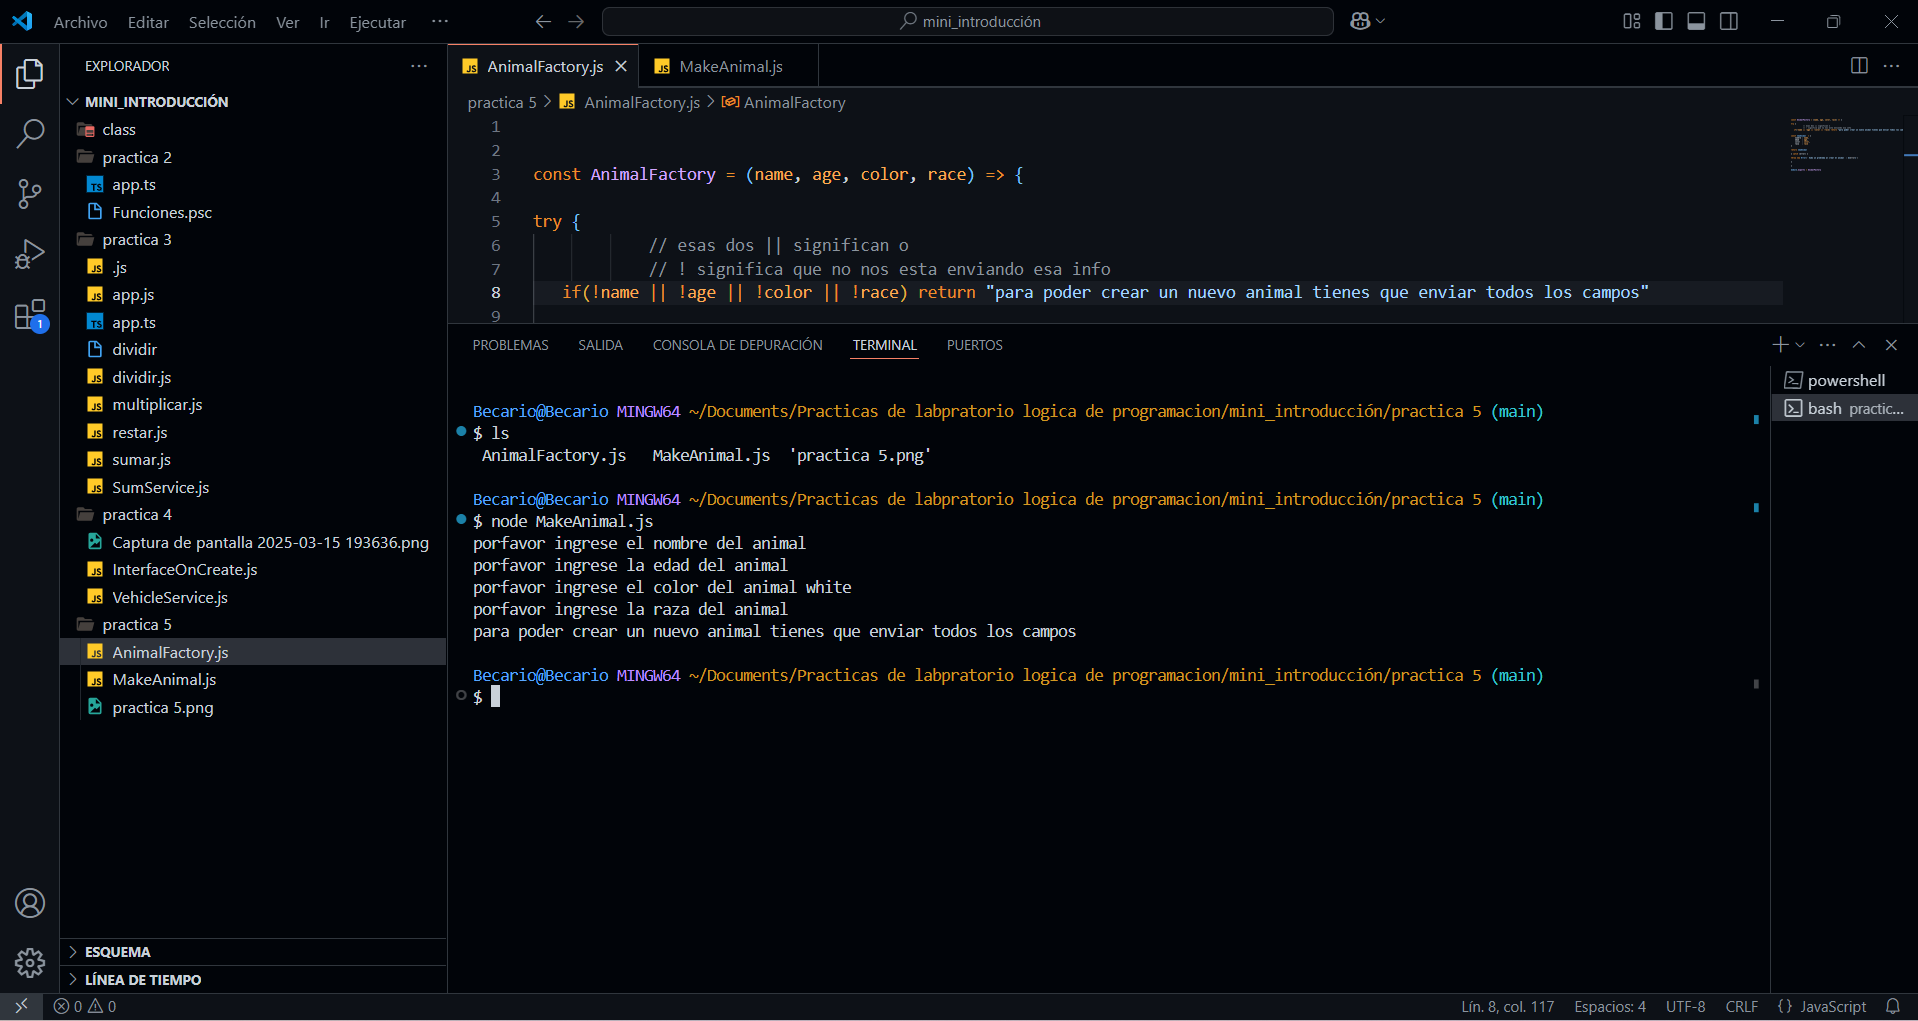 Archivo Editar Selección Ver Ir Ejecutar ···
mini_introducción
EXPLORADOR
MINI_INTRODUCCIÓN
class
practica 2
app.ts
Funciones.psc
practica 3
.js
app.js
app.ts
dividir
dividir.js
multiplicar.js
restar.js
sumar.js
SumService.js
practica 4
Captura de pantalla 2025-03-15 193636.png
InterfaceOnCreate.js
VehicleService.js
practica 5
AnimalFactory.js
MakeAnimal.js
practica 5.png
ESQUEMA
LÍNEA DE TIEMPO
1
AnimalFactory.js
MakeAnimal.js
practica 5 > AnimalFactory.js > AnimalFactory
1
2
3 const AnimalFactory = (name, age, color, race) => {
4
5 try {
6 // esas dos || significan o
7 // ! significa que no nos esta enviando esa info
8 if(!name || !age || !color || !race) return "para poder crear un nuevo animal tienes que enviar todos los campos"
9
PROBLEMAS SALIDA CONSOLA DE DEPURACIÓN TERMINAL PUERTOS
powershell
bash practic...
Becario@Becario MINGW64 ~/Documents/Practicas de labpratorio logica de programacion/mini_introducción/practica 5 (main)
$ ls
AnimalFactory.js MakeAnimal.js 'practica 5.png'
Becario@Becario MINGW64 ~/Documents/Practicas de labpratorio logica de programacion/mini_introducción/practica 5 (main)
$ node MakeAnimal.js
porfavor ingrese el nombre del animal
porfavor ingrese la edad del animal
porfavor ingrese el color del animal white
porfavor ingrese la raza del animal
para poder crear un nuevo animal tienes que enviar todos los campos
Becario@Becario MINGW64 ~/Documents/Practicas de labpratorio logica de programacion/mini_introducción/practica 5 (main)
$
0 0
Lín. 8, col. 117 Espacios: 4 UTF-8 CRLF {} JavaScript